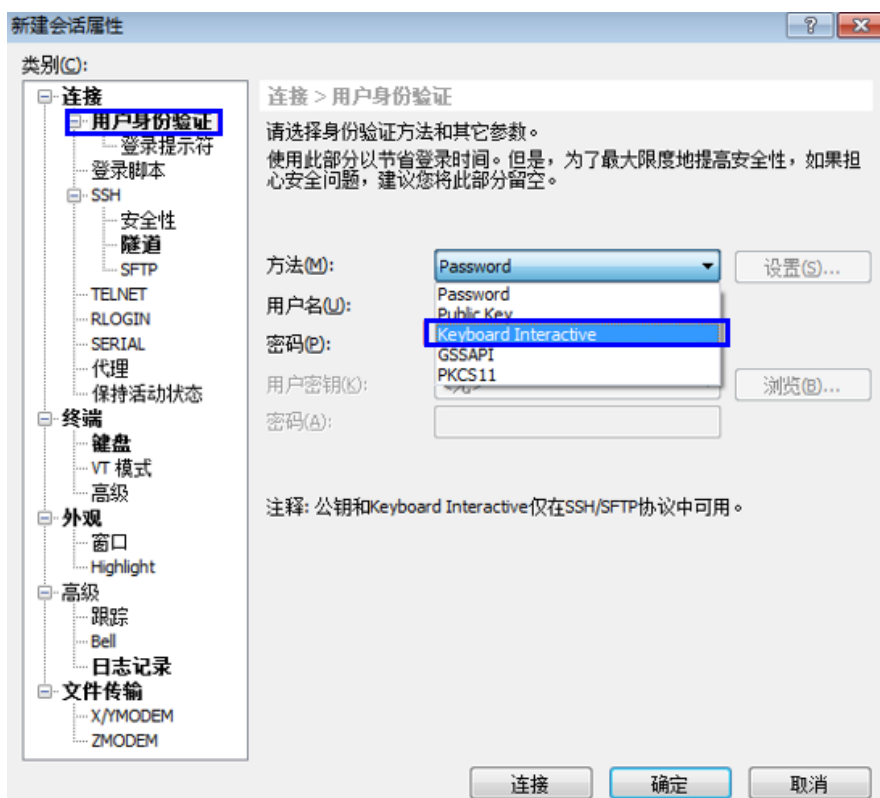 新建会话属性
类别(C):
连接
用户身份验证
登录提示符
登录脚本
SSH
安全性
隧道
SFTP
TELNET
RLOGIN
SERIAL
代理
保持活动状态
终端
键盘
VT 模式
高级
外观
窗口
Highlight
高级
跟踪
Bell
日志记录
文件传输
X/YMODEM
ZMODEM
连接 > 用户身份验证
请选择身份验证方法和其它参数。
使用此部分以节省登录时间。但是，为了最大限度地提高安全性，如果担
心安全问题，建议您将此部分留空。
方法(M):
Password
设置(S)...
用户名(U):
Password
Public Key
Keyboard Interactive
GSSAPI
PKCS11
密码(P):
用户密钥(K):
浏览(B)...
密码(A):
注释: 公钥和Keyboard Interactive仅在SSH/SFTP协议中可用。
连接
确定
取消